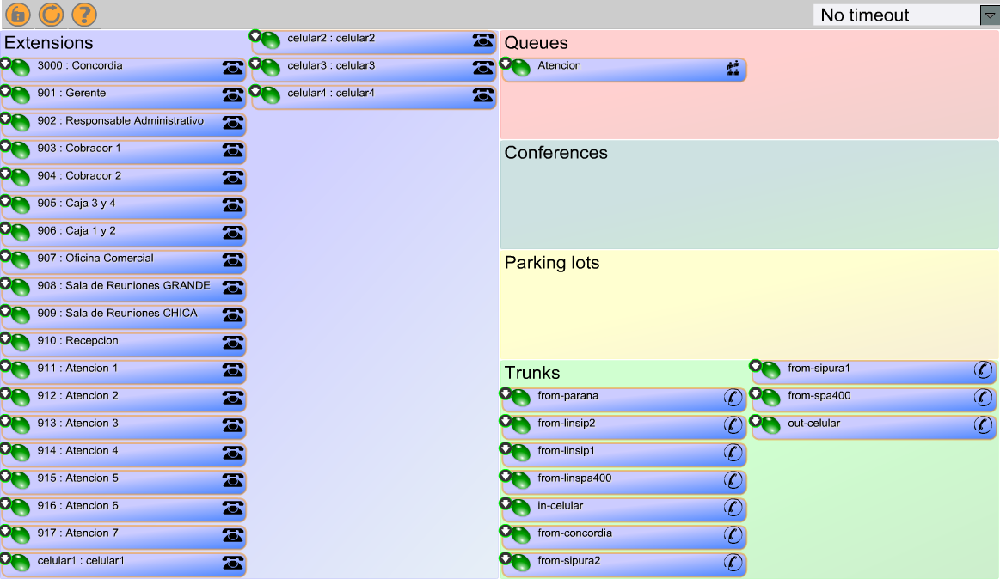 No timeout
Extensions
3000 : Concordia
901 : Gerente
902 : Responsable Administrativo
903 : Cobrador 1
904 : Cobrador 2
905 : Caja 3 y 4
906 : Caja 1 y 2
907 : Oficina Comercial
908 : Sala de Reuniones GRANDE
909 : Sala de Reuniones CHICA
910 : Recepcion
911 : Atencion 1
912 : Atencion 2
913 : Atencion 3
914 : Atencion 4
915 : Atencion 5
916 : Atencion 6
917 : Atencion 7
celular1 : celular1
celular2 : celular2
celular3 : celular3
celular4 : celular4
Queues
Atencion
Conferences
Parking lots
Trunks
from-parana
from-linsip2
from-linsip1
from-linspa400
in-celular
from-concordia
from-sipura2
from-sipura1
from-spa400
out-celular